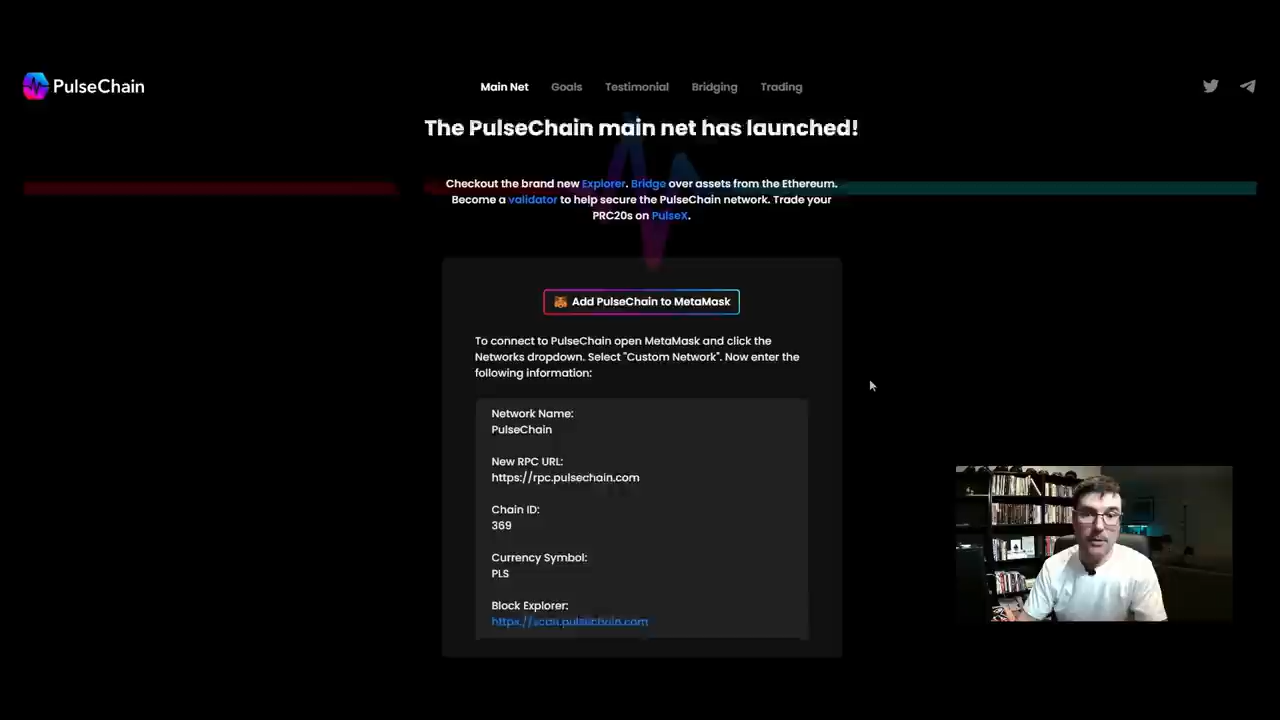 PulseChain
Main Net
Goals
Testimonial
Bridging
Trading
The PulseChain main net has launched!
Checkout the brand new Explorer. Bridge over assets from the Ethereum.
Become a validator to help secure the PulseChain network. Trade your
PRC20s on PulseX.
Add PulseChain to MetaMask
To connect to PulseChain open MetaMask and click the
Networks dropdown. Select "Custom Network". Now enter the
following information:
Network Name:
PulseChain
New RPC URL:
https://rpc.pulsechain.com
Chain ID:
369
Currency Symbol:
PLS
Block Explorer:
https://scan.pulsechain.com